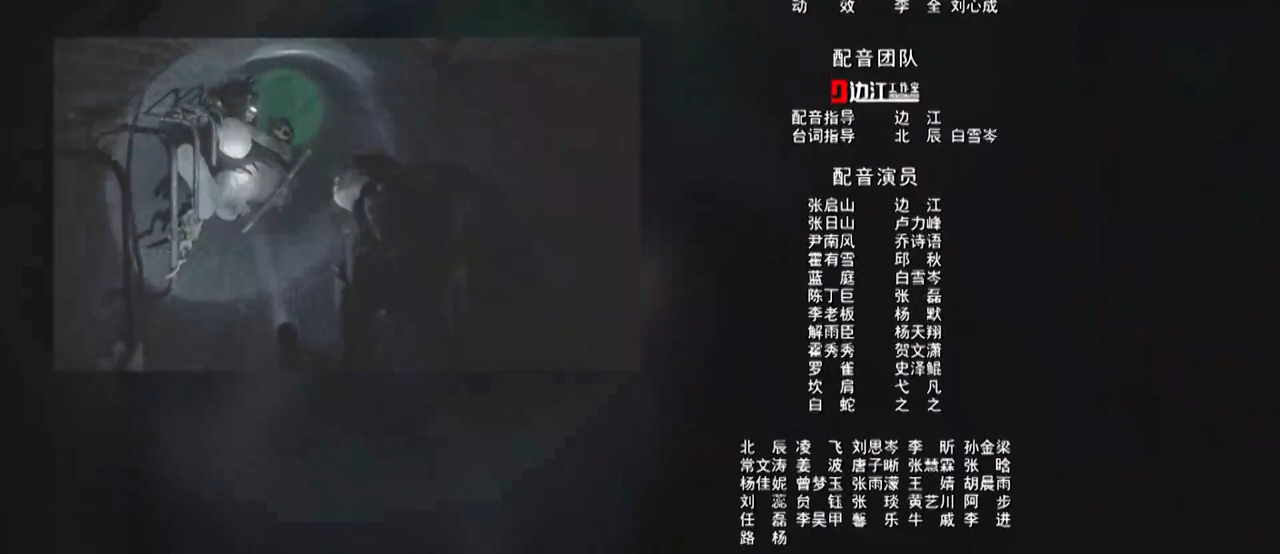 动 效 李 全 刘心成
配音团队
边江工作室
配音指导 边 江
台词指导 北 辰 白雪岑
配音演员
张启山 边 江
张日山 卢力峰
尹南风 乔诗语
霍有雪 邱 秋
蓝 庭 白雪岑
陈丁巨 张 磊
李老板 杨 默
解雨臣 杨天翔
霍秀秀 贺文潇
罗 雀 史泽鲲
坎 肩 弋 凡
白 蛇 之 之
北 辰 凌 飞 刘思岑 李 昕 孙金梁
常文涛 姜 波 唐子晰 张慧霖 张 晗
杨佳妮 曾梦玉 张雨濛 王 婧 胡晨雨
刘 蕊 贠 钰 张 琰 黄艺川 阿 步
任 磊 李昊甲 馨 乐 牛 戚 李 进
路 杨